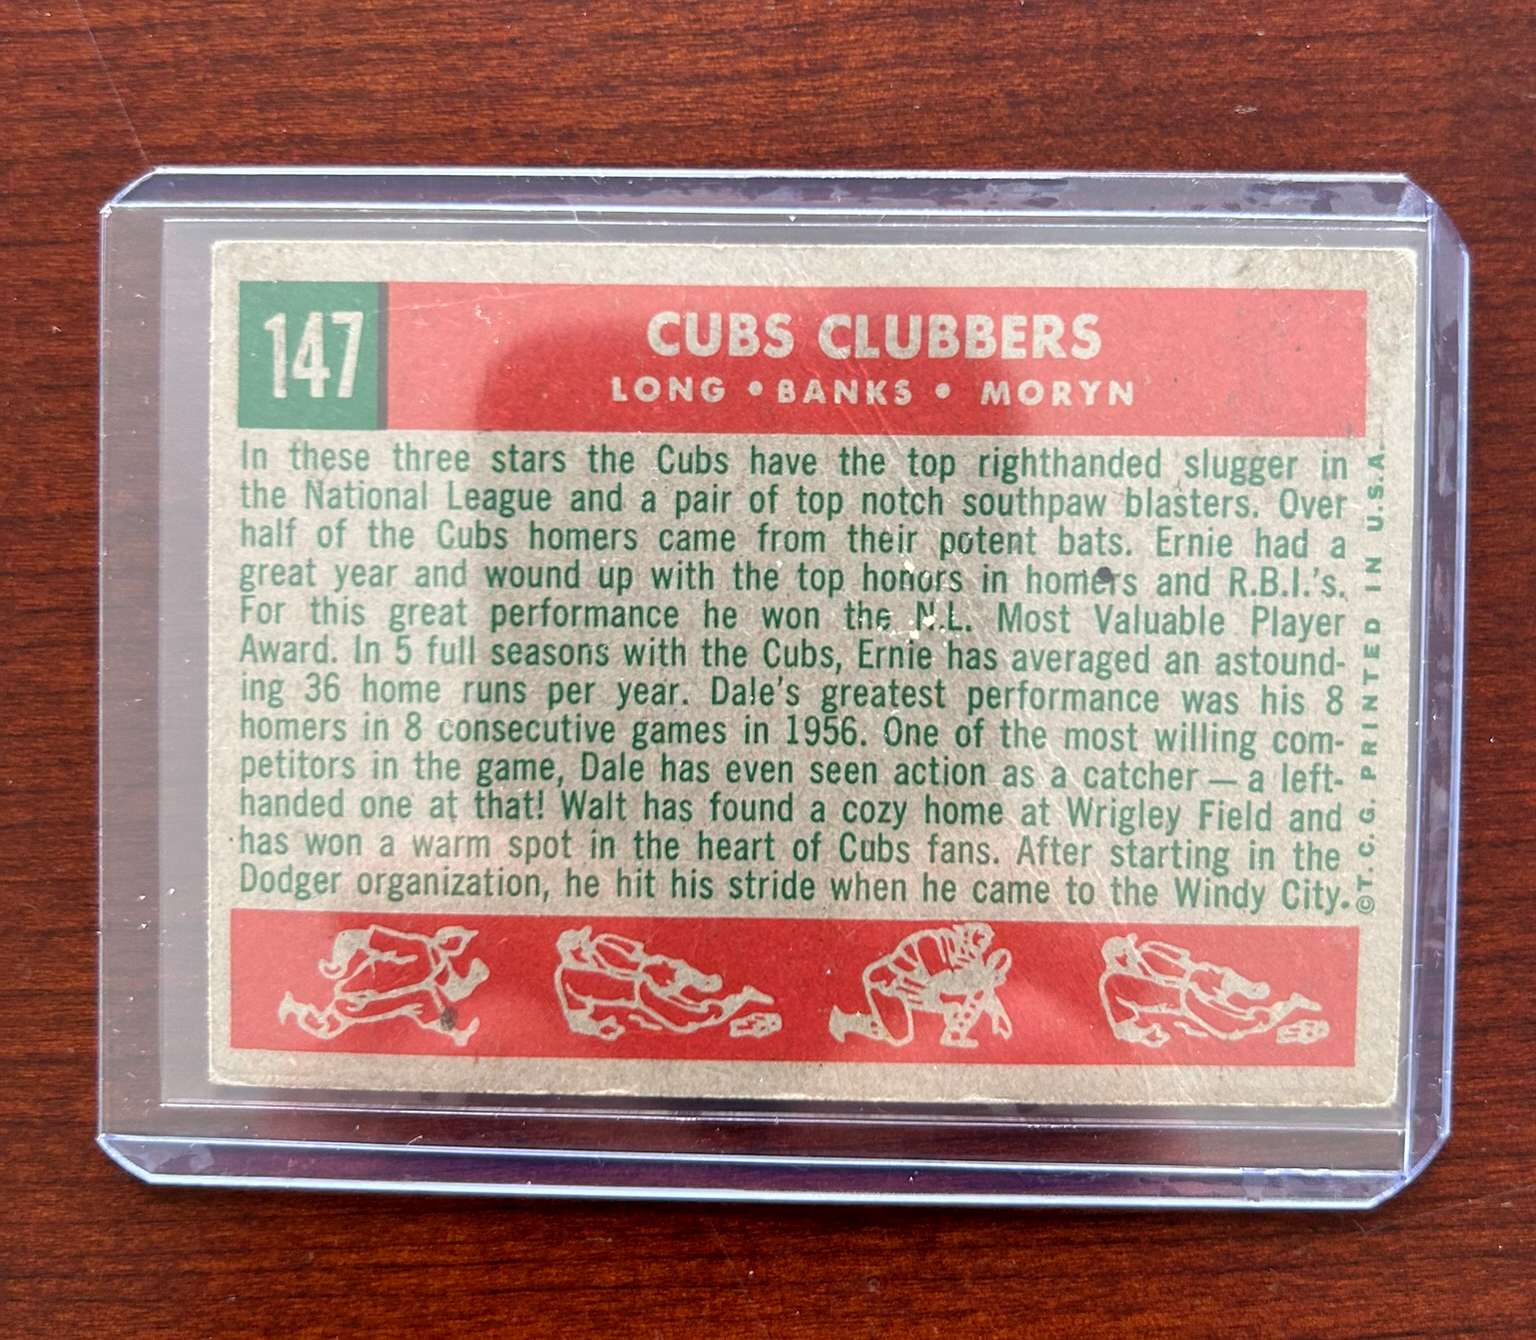 147
CUBS CLUBBERS
LONG • BANKS • MORYN
In these three stars the Cubs have the top righthanded slugger in
the National League and a pair of top notch southpaw blasters. Over
half of the Cubs homers came from their potent bats. Ernie had a
great year and wound up with the top honors in homers and R.B.I.'s.
For this great performance he won the N.L. Most Valuable Player
Award. In 5 full seasons with the Cubs, Ernie has averaged an astound-
ing 36 home runs per year. Dale's greatest performance was his 8
homers in 8 consecutive games in 1956. One of the most willing com-
petitors in the game, Dale has even seen action as a catcher — a left-
handed one at that! Walt has found a cozy home at Wrigley Field and
has won a warm spot in the heart of Cubs fans. After starting in the
Dodger organization, he hit his stride when he came to the Windy City.
©T.C.G. PRINTED IN U.S.A.